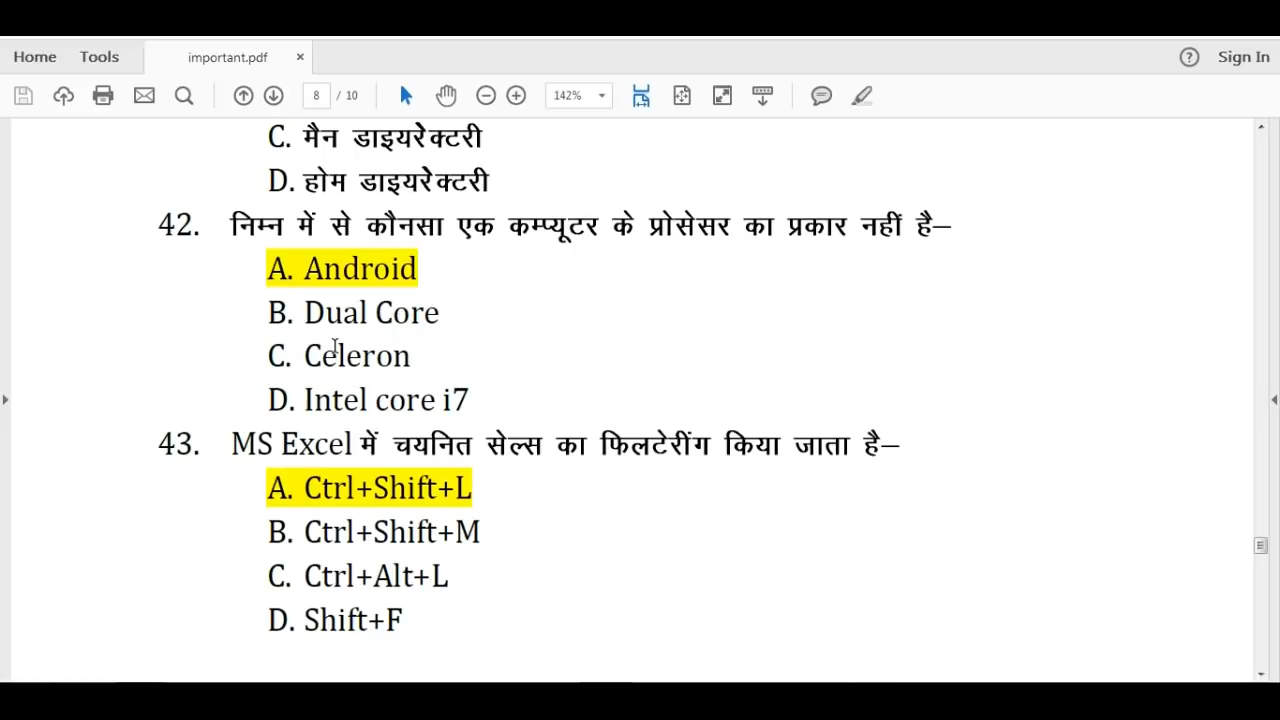 Home Tools important.pdf × ? Sign In
8 / 10 142%
C. मैन डाइयरेक्टरी
D. होम डाइयरेक्टरी
42. निम्न में से कौनसा एक कम्प्यूटर के प्रोसेसर का प्रकार नहीं है–
A. Android
B. Dual Core
C. Celeron
D. Intel core i7
43. MS Excel में चयनित सेल्स का फिलटेरींग किया जाता है–
A. Ctrl+Shift+L
B. Ctrl+Shift+M
C. Ctrl+Alt+L
D. Shift+F